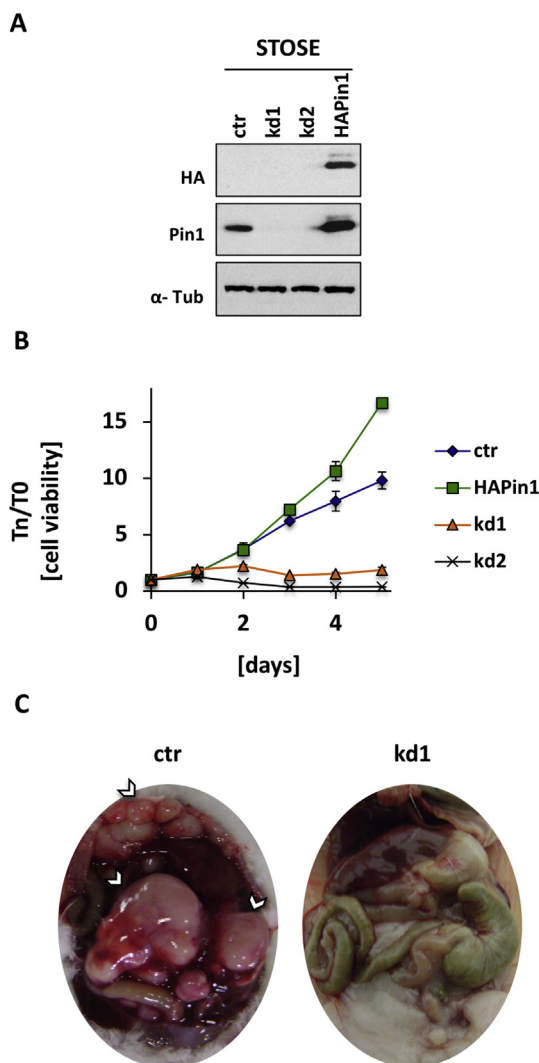 A
STOSE
ctr kd1 kd2 HAPin1
HA
Pin1
α- Tub
B
Tn/T0
[cell viability]
15
10
5
0
0 2 4
[days]
ctr
HAPin1
kd1
kd2
C
ctr kd1